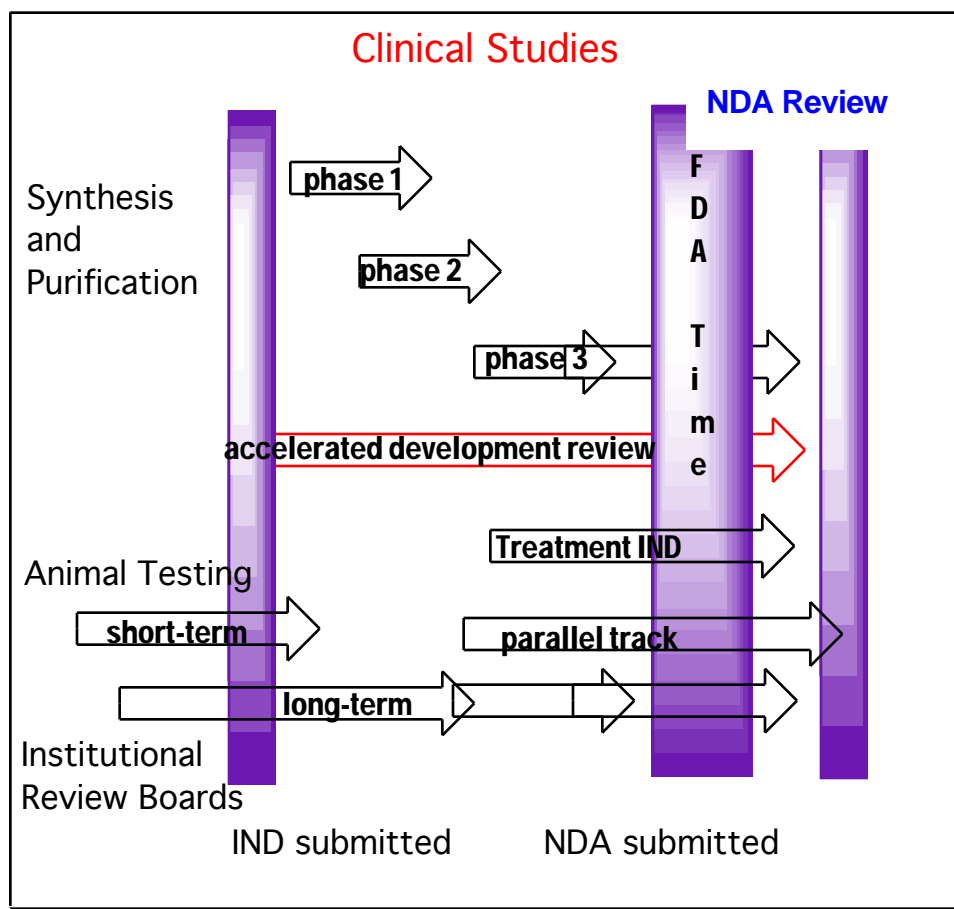 Clinical Studies
NDA Review
Synthesis
and
Purification
phase 1
phase 2
phase 3
F
D
A
T
i
m
e
accelerated development review
Treatment IND
Animal Testing
short-term
parallel track
long-term
Institutional
Review Boards
IND submitted
NDA submitted